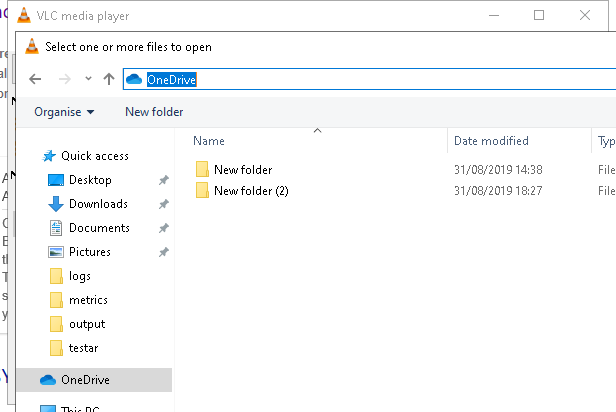 VLC media player
Select one or more files to open
OneDrive
Organise New folder
Name Date modified Typ
Quick access
New folder 31/08/2019 14:38 File
Desktop
New folder (2) 31/08/2019 18:27 File
Downloads
Documents
Pictures
logs
metrics
output
testar
OneDrive
This PC